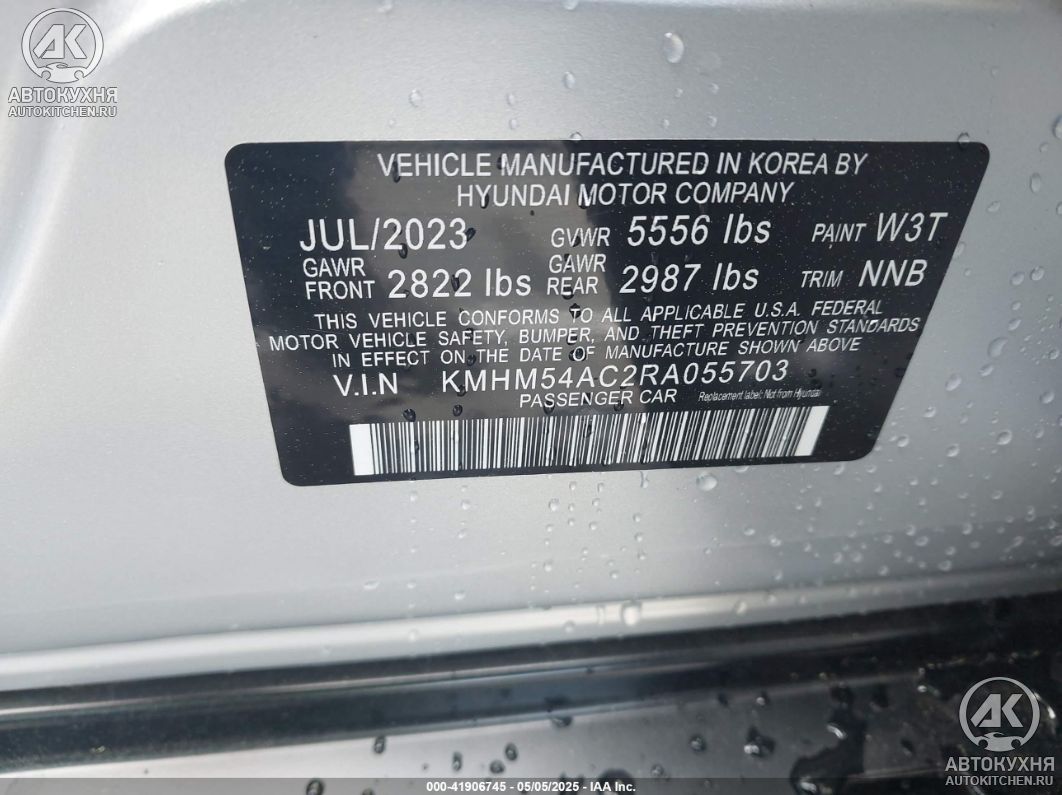 AK
АВТОКУХНЯ
AUTOKITCHEN.RU
VEHICLE MANUFACTURED IN KOREA BY
HYUNDAI MOTOR COMPANY
JUL/2023 GVWR 5556 lbs PAINT W3T
GAWR FRONT 2822 lbs GAWR REAR 2987 lbs TRIM NNB
THIS VEHICLE CONFORMS TO ALL APPLICABLE U.S.A. FEDERAL
MOTOR VEHICLE SAFETY, BUMPER, AND THEFT PREVENTION STANDARDS
IN EFFECT ON THE DATE OF MANUFACTURE SHOWN ABOVE
V.I.N KMHM54AC2RA055703
PASSENGER CAR Replacement label: Not from Hyundai
AK
АВТОКУХНЯ
AUTOKITCHEN.RU
000-41906745 - 05/05/2025 - IAA Inc.